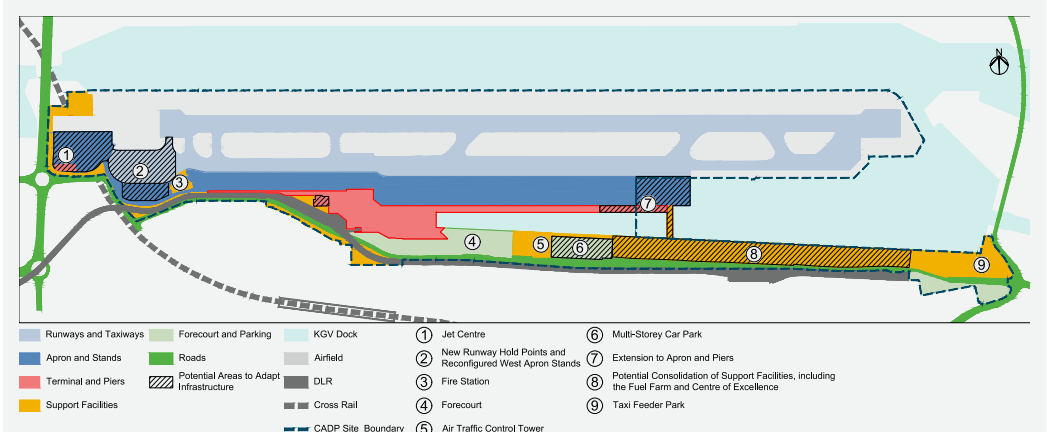 N
1
2
3
7
4
5
6
8
9
Runways and Taxiways
Apron and Stands
Terminal and Piers
Support Facilities
Forecourt and Parking
Roads
Potential Areas to Adapt
Infrastructure
KGV Dock
Airfield
DLR
Cross Rail
CADP Site Boundary
1 Jet Centre
2 New Runway Hold Points and
Reconfigured West Apron Stands
3 Fire Station
4 Forecourt
5 Air Traffic Control Tower
6 Multi-Storey Car Park
7 Extension to Apron and Piers
8 Potential Consolidation of Support Facilities, including
the Fuel Farm and Centre of Excellence
9 Taxi Feeder Park